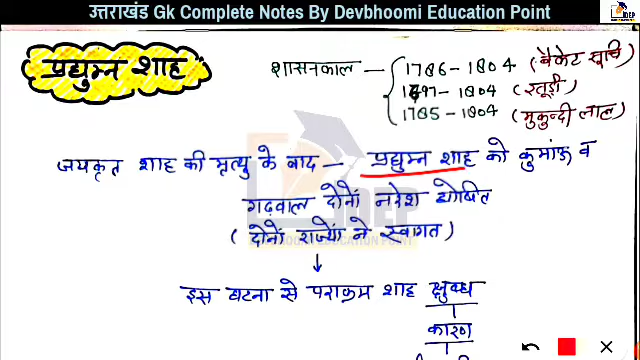 उत्तराखंड Gk Complete Notes By Devbhoomi Education Point
प्रद्युम्न शाह
शासनकाल — 1786 - 1804 (बैकेट सूची)
1797 - 1804 (रतूड़ी)
1785 - 1804 (मुकुन्दी लाल)
जयकृत शाह की मृत्यु के बाद — प्रद्युम्न शाह को कुमाऊं व
गढ़वाल दोनों नरेश घोषित
(दोनों राज्यों ने स्वागत)
इस घटना से पराक्रम शाह क्षुब्ध
कारण